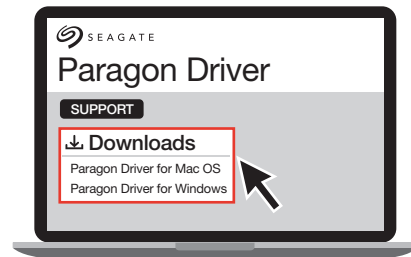 SEAGATE
Paragon Driver
SUPPORT
Downloads
Paragon Driver for Mac OS
Paragon Driver for Windows